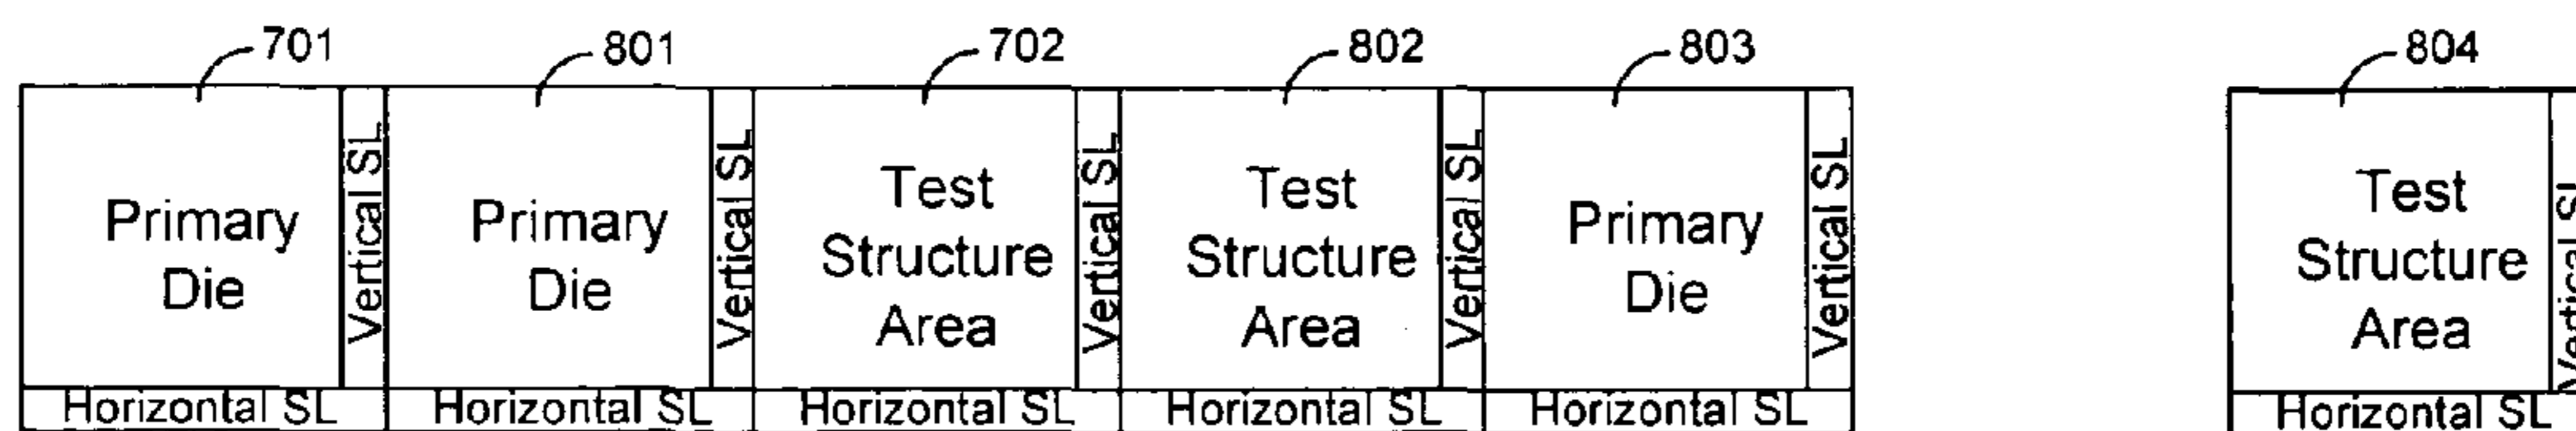 701 801 702 802 803 804
Primary Die
Vertical SL
Primary Die
Vertical SL
Test Structure Area
Vertical SL
Test Structure Area
Vertical SL
Primary Die
Vertical SL
Test Structure Area
Vertical SL
Horizontal SL Horizontal SL Horizontal SL Horizontal SL Horizontal SL Horizontal SL